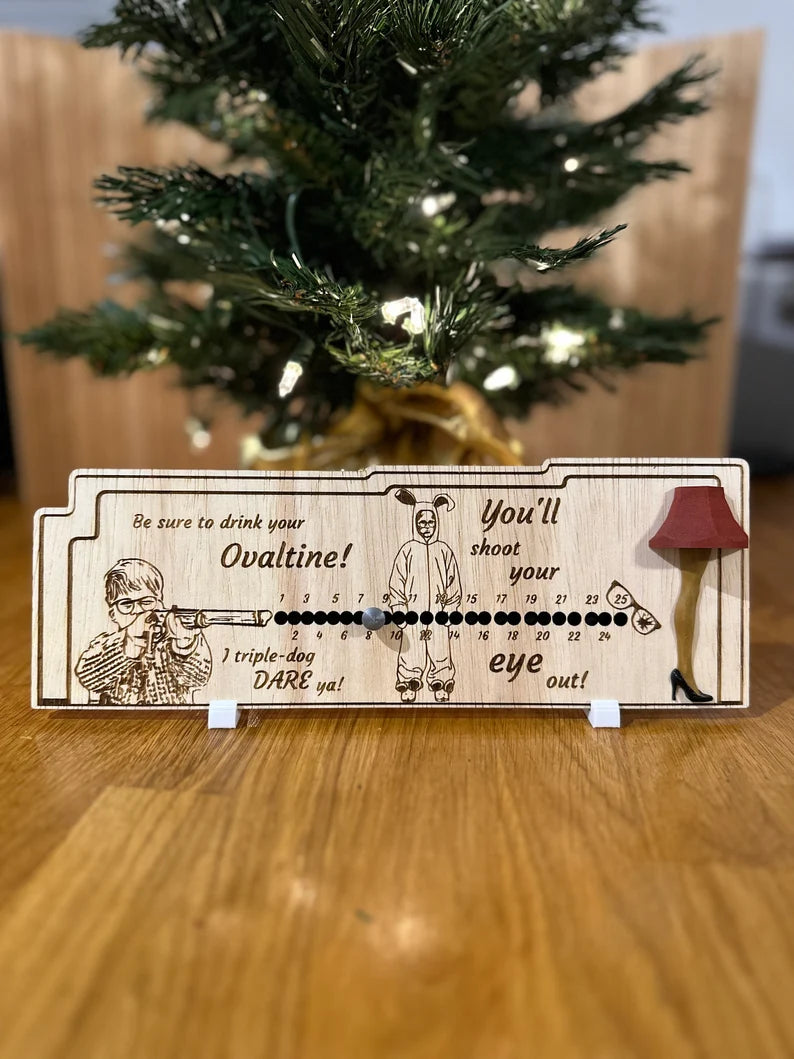 Be sure to drink your
Ovaltine!
You'll
shoot
your
1 3 5 7 9 11 13 15 17 19 21 23 25
2 4 6 8 10 12 14 16 18 20 22 24
I triple-dog
DARE ya!
eye
out!